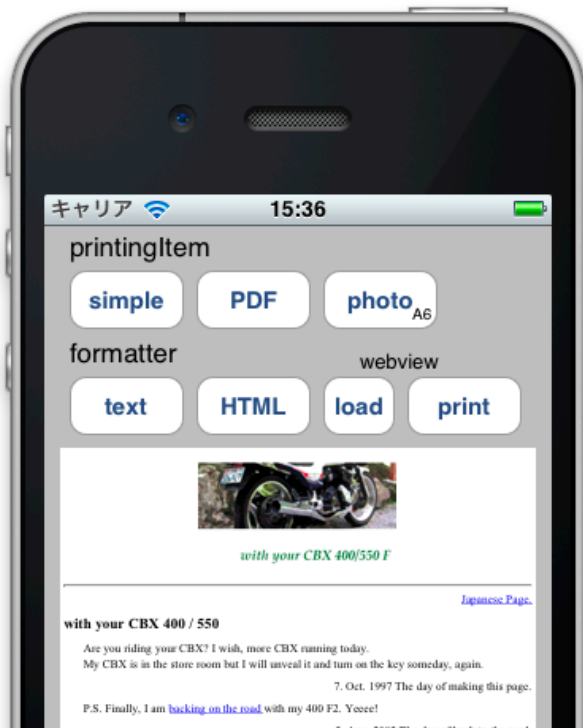 キャリア 15:36
printingItem
simple PDF photo A6
formatter webview
text HTML load print
with your CBX 400/550 F
Japanese Page.
with your CBX 400 / 550
Are you riding your CBX? I wish, more CBX running today.
My CBX is in the store room but I will unveal it and turn on the key someday, again.
7. Oct. 1997 The day of making this page.
P.S. Finally, I am backing on the road with my 400 F2. Yeeee!